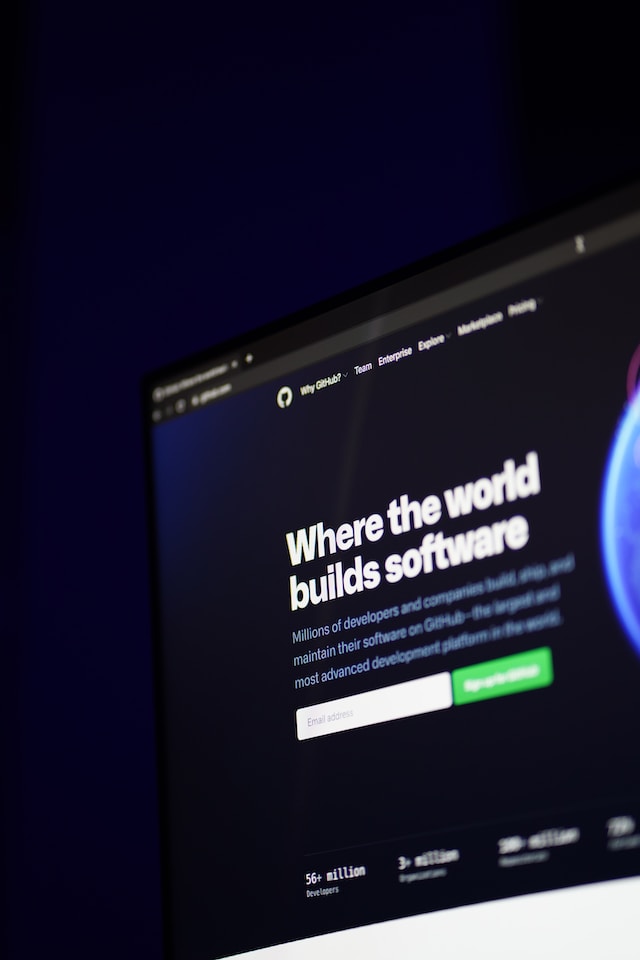 github.com
Why GitHub? Team Enterprise Explore Marketplace Pricing
Where the world
builds software
Millions of developers and companies build, ship, and
maintain their software on GitHub—the largest and
most advanced development platform in the world.
Email address
Sign up for GitHub
56+ million
Developers
3+ million
Organizations
100+ million
Repositories
72%